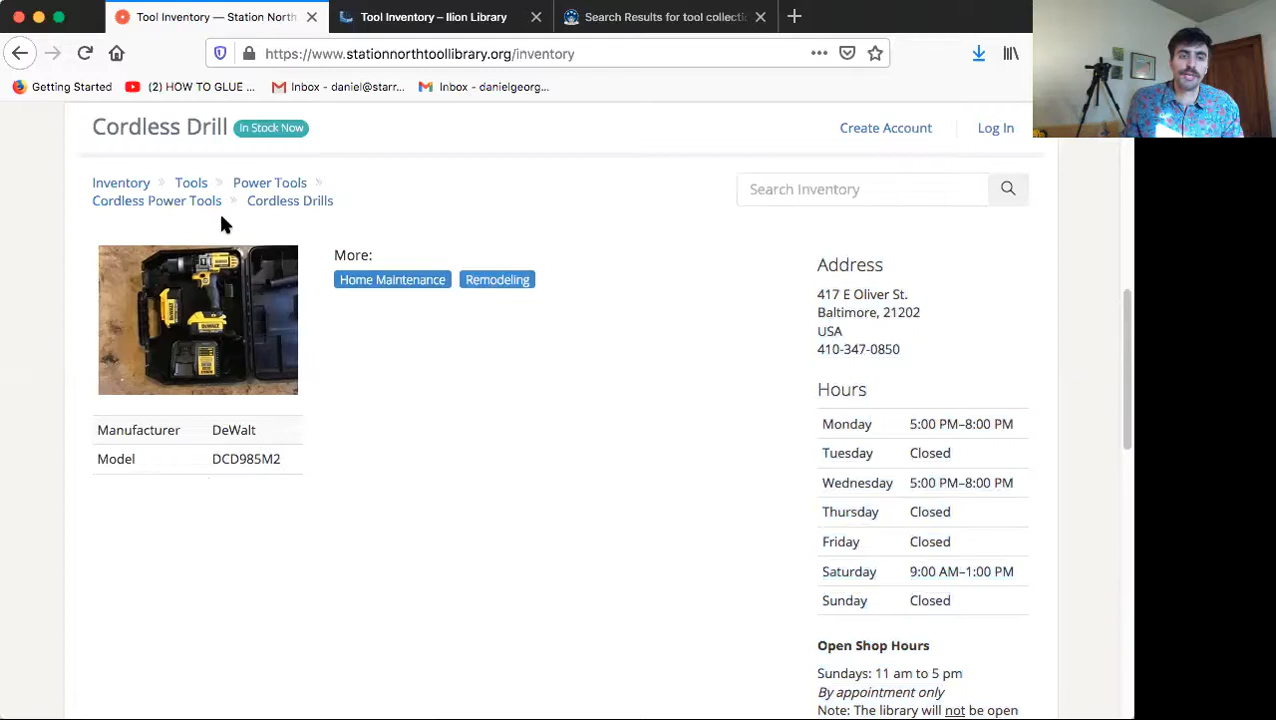 Tool Inventory — Station North
Tool Inventory – Ilion Library
Search Results for tool collecti
https://www.stationnorthtoollibrary.org/inventory
Getting Started
(2) HOW TO GLUE ...
Inbox - daniel@starr...
Inbox - danielgeorg...
Cordless Drill In Stock Now
Create Account
Log In
Inventory » Tools » Power Tools »
Cordless Power Tools » Cordless Drills
Search Inventory
More:
Home Maintenance Remodeling
DEWALT
Manufacturer DeWalt
Model DCD985M2
Address
417 E Oliver St.
Baltimore, 21202
USA
410-347-0850
Hours
Monday 5:00 PM–8:00 PM
Tuesday Closed
Wednesday 5:00 PM–8:00 PM
Thursday Closed
Friday Closed
Saturday 9:00 AM–1:00 PM
Sunday Closed
Open Shop Hours
Sundays: 11 am to 5 pm
By appointment only
Note: The library will not be open